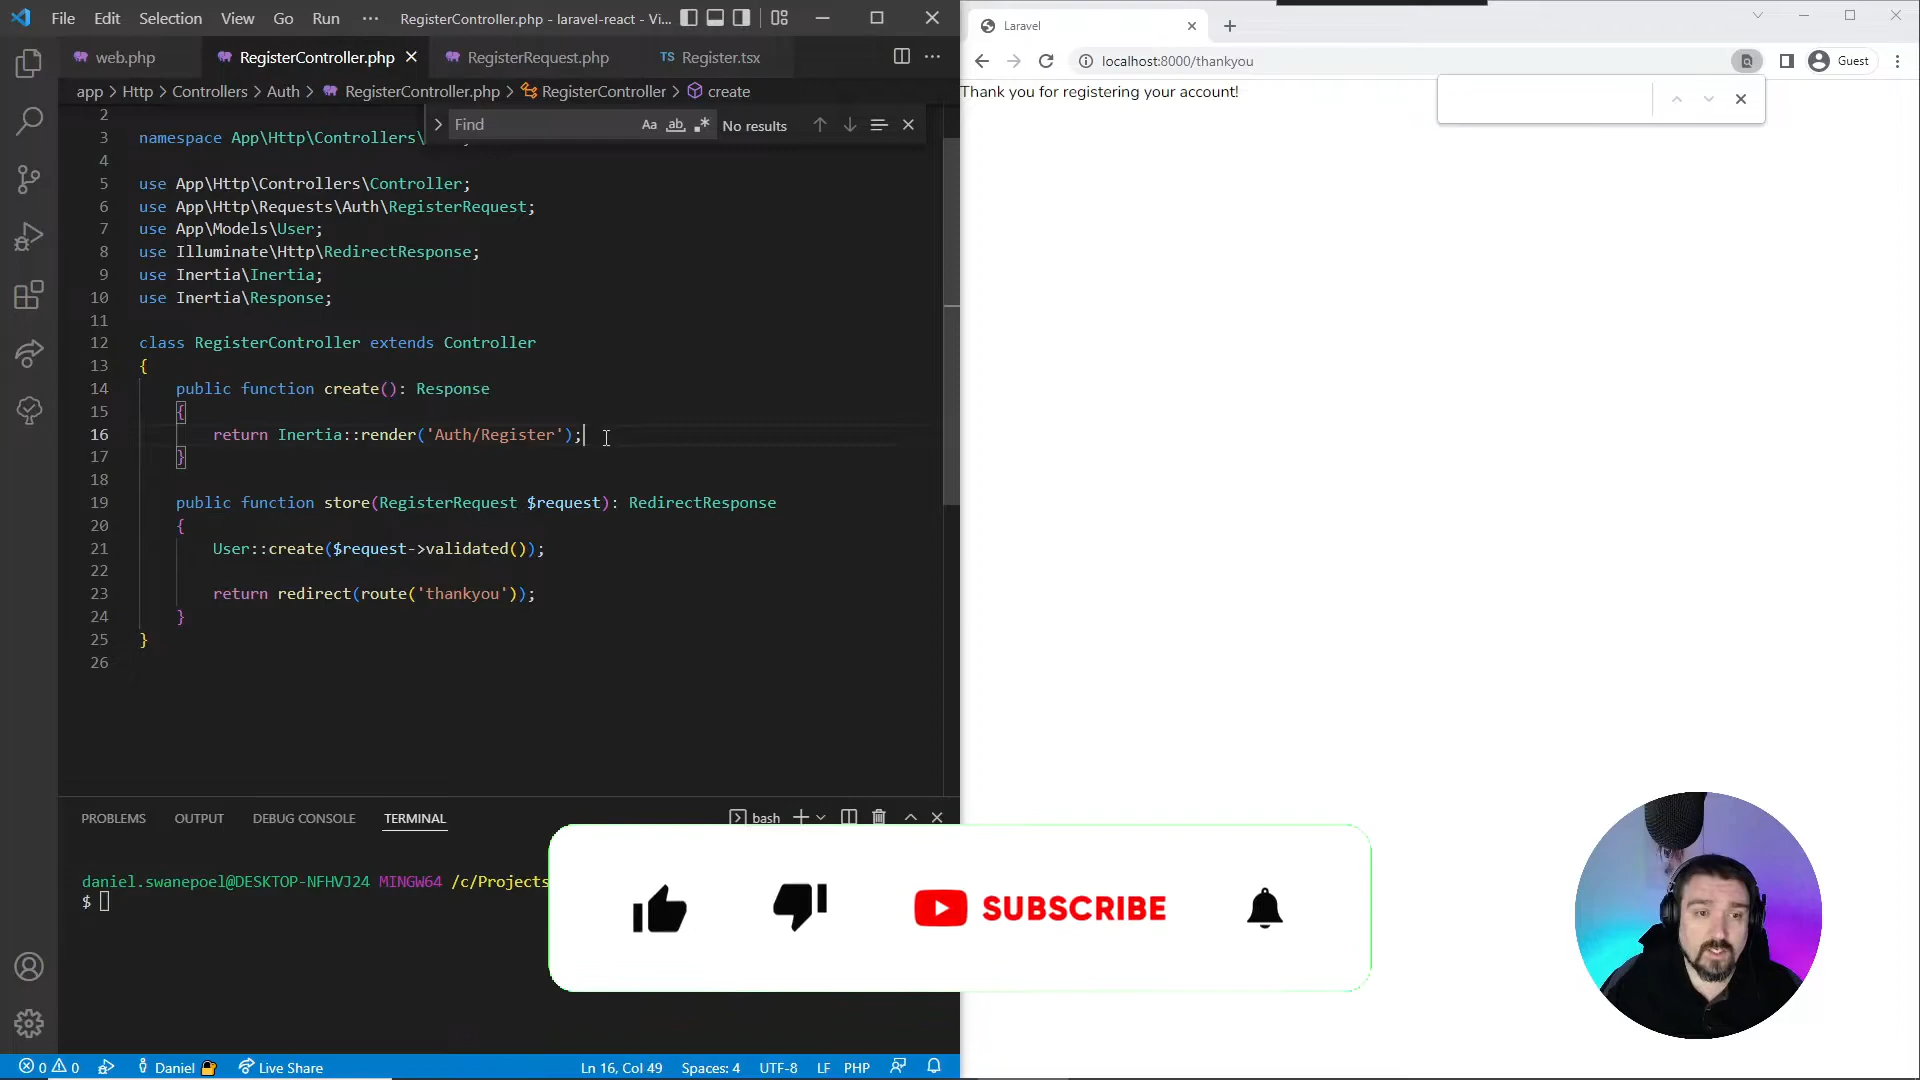 File Edit Selection View Go Run ··· RegisterController.php - laravel-react - Vi...
web.php RegisterController.php RegisterRequest.php TS Register.tsx ···
app > Http > Controllers > Auth > RegisterController.php > RegisterController > create
Find Aa ab No results
2
3 namespace App\Http\Controllers\
4
5 use App\Http\Controllers\Controller;
6 use App\Http\Requests\Auth\RegisterRequest;
7 use App\Models\User;
8 use Illuminate\Http\RedirectResponse;
9 use Inertia\Inertia;
10 use Inertia\Response;
11
12 class RegisterController extends Controller
13 {
14 public function create(): Response
15 {
16 return Inertia::render('Auth/Register');
17 }
18
19 public function store(RegisterRequest $request): RedirectResponse
20 {
21 User::create($request->validated());
22
23 return redirect(route('thankyou'));
24 }
25 }
26
PROBLEMS OUTPUT DEBUG CONSOLE TERMINAL bash
daniel.swanepoel@DESKTOP-NFHVJ24 MINGW64 /c/Projects
$
0 0 Daniel Live Share Ln 16, Col 49 Spaces: 4 UTF-8 LF PHP
Laravel
localhost:8000/thankyou Guest
Thank you for registering your account!
SUBSCRIBE